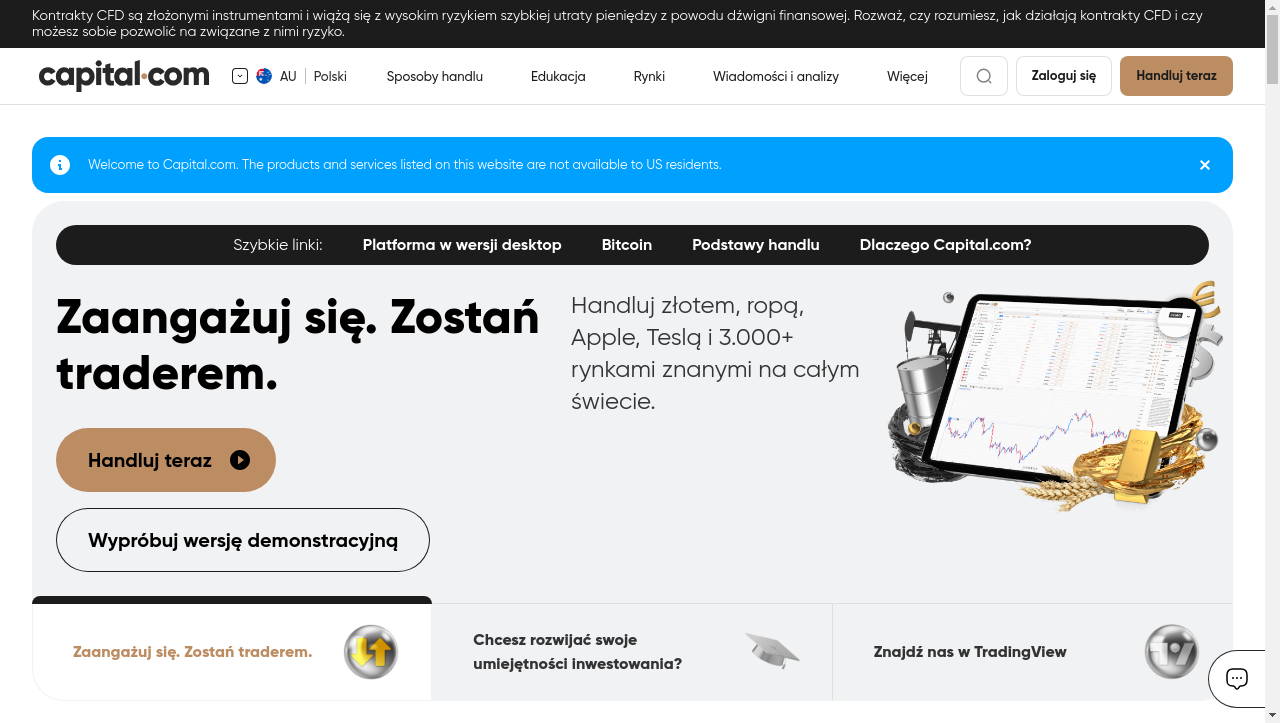 Kontrakty CFD są złożonymi instrumentami i wiążą się z wysokim ryzykiem szybkiej utraty pieniędzy z powodu dźwigni finansowej. Rozważ, czy rozumiesz, jak działają kontrakty CFD i czy
możesz sobie pozwolić na związane z nimi ryzyko.
capital.com
AU
Polski
Sposoby handlu
Edukacja
Rynki
Wiadomości i analizy
Więcej
Zaloguj się
Handluj teraz
Welcome to Capital.com. The products and services listed on this website are not available to US residents.
Szybkie linki:
Platforma w wersji desktop
Bitcoin
Podstawy handlu
Dlaczego Capital.com?
Zaangażuj się. Zostań
traderem.
Handluj złotem, ropą,
Apple, Teslą i 3.000+
rynkami znanymi na całym
świecie.
Handluj teraz
Wypróbuj wersję demonstracyjną
Zaangażuj się. Zostań traderem.
Chcesz rozwijać swoje
umiejętności inwestowania?
Znajdź nas w TradingView